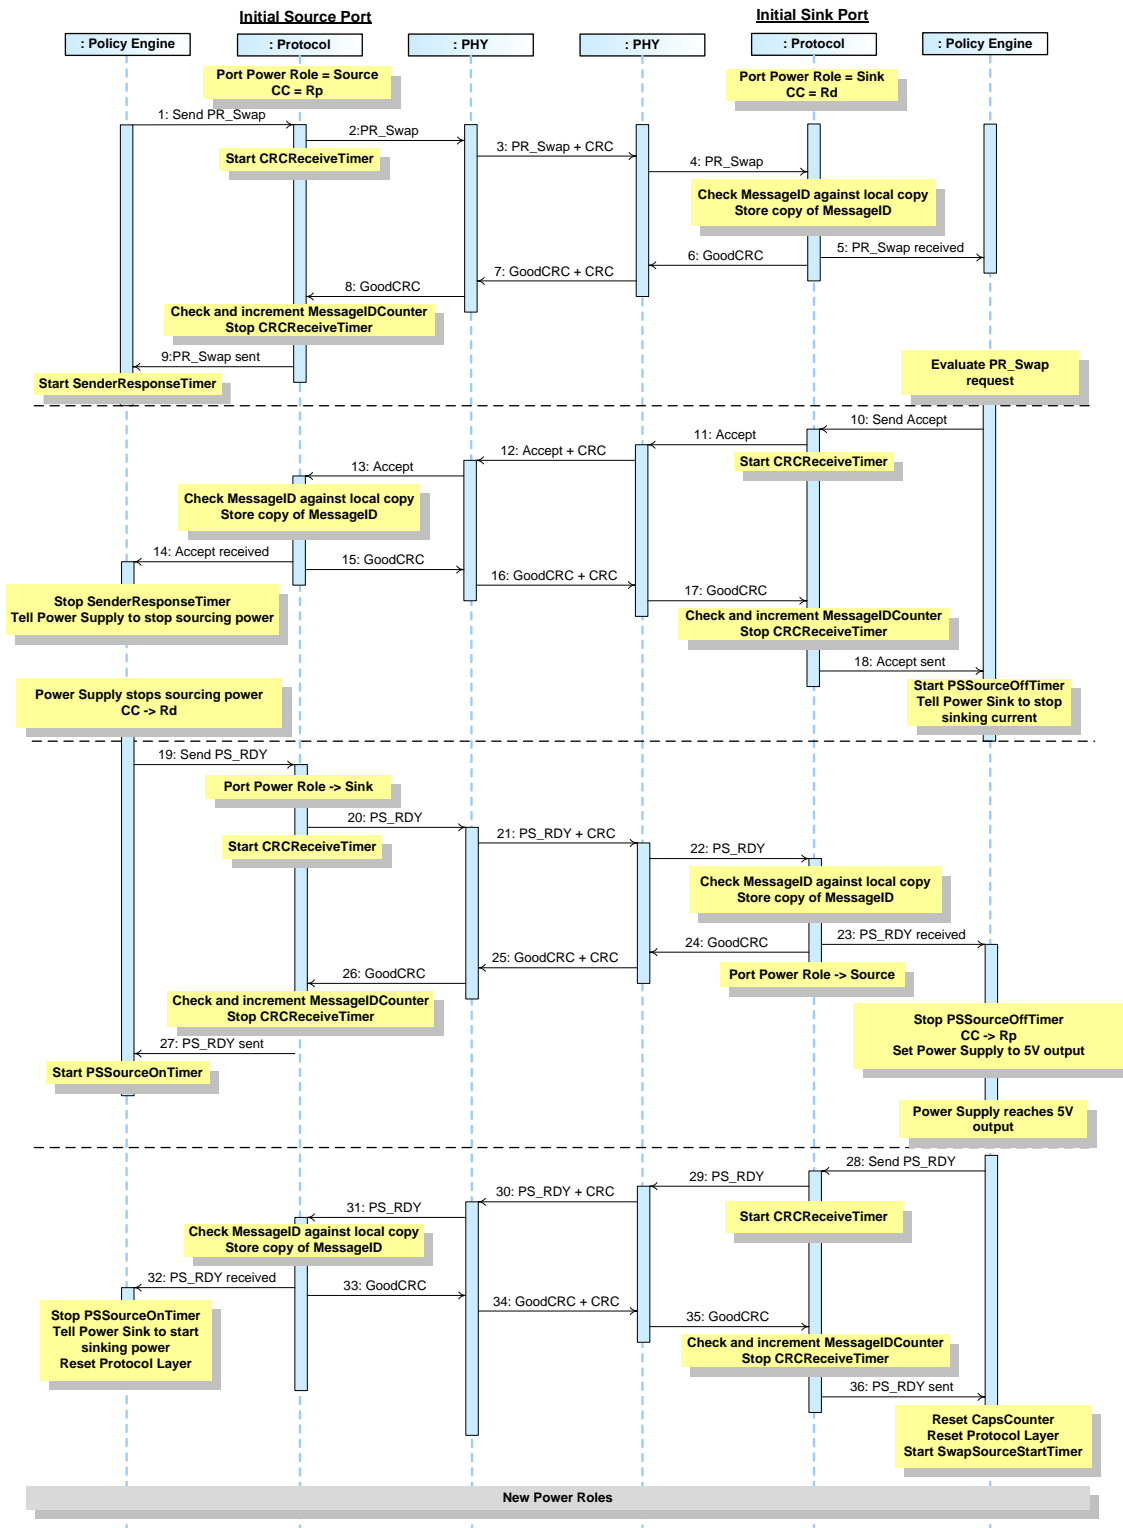 Initial Source Port
Initial Sink Port
: Policy Engine
: Protocol
: PHY
: PHY
: Protocol
: Policy Engine
Port Power Role = Source
CC = Rp
Port Power Role = Sink
CC = Rd
1: Send PR_Swap
2:PR_Swap
Start CRCReceiveTimer
3: PR_Swap + CRC
4: PR_Swap
Check MessageID against local copy
Store copy of MessageID
5: PR_Swap received
6: GoodCRC
7: GoodCRC + CRC
8: GoodCRC
Check and increment MessageIDCounter
Stop CRCReceiveTimer
9:PR_Swap sent
Start SenderResponseTimer
Evaluate PR_Swap
request
10: Send Accept
11: Accept
Start CRCReceiveTimer
12: Accept + CRC
13: Accept
Check MessageID against local copy
Store copy of MessageID
14: Accept received
15: GoodCRC
16: GoodCRC + CRC
17: GoodCRC
Stop SenderResponseTimer
Tell Power Supply to stop sourcing power
Check and increment MessageIDCounter
Stop CRCReceiveTimer
18: Accept sent
Power Supply stops sourcing power
CC -> Rd
Start PSSourceOffTimer
Tell Power Sink to stop
sinking current
19: Send PS_RDY
Port Power Role -> Sink
20: PS_RDY
Start CRCReceiveTimer
21: PS_RDY + CRC
22: PS_RDY
Check MessageID against local copy
Store copy of MessageID
23: PS_RDY received
24: GoodCRC
Port Power Role -> Source
25: GoodCRC + CRC
26: GoodCRC
Check and increment MessageIDCounter
Stop CRCReceiveTimer
Stop PSSourceOffTimer
CC -> Rp
Set Power Supply to 5V output
27: PS_RDY sent
Start PSSourceOnTimer
Power Supply reaches 5V
output
28: Send PS_RDY
29: PS_RDY
Start CRCReceiveTimer
30: PS_RDY + CRC
31: PS_RDY
Check MessageID against local copy
Store copy of MessageID
32: PS_RDY received
33: GoodCRC
34: GoodCRC + CRC
35: GoodCRC
Stop PSSourceOnTimer
Tell Power Sink to start
sinking power
Reset Protocol Layer
Check and increment MessageIDCounter
Stop CRCReceiveTimer
36: PS_RDY sent
Reset CapsCounter
Reset Protocol Layer
Start SwapSourceStartTimer
New Power Roles